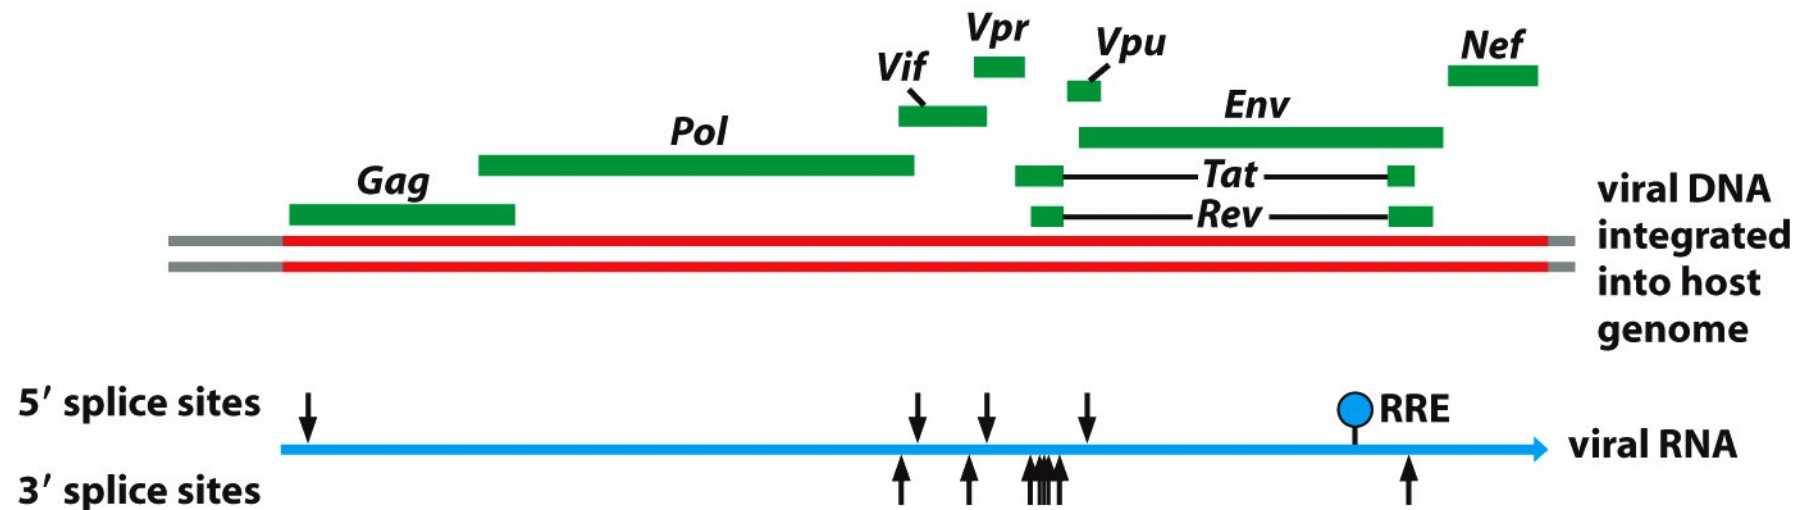 Vpr
Vpu
Nef
Vif
Env
Pol
Tat
Gag
Rev
viral DNA
integrated
into host
genome
5′ splice sites
RRE
viral RNA
3′ splice sites